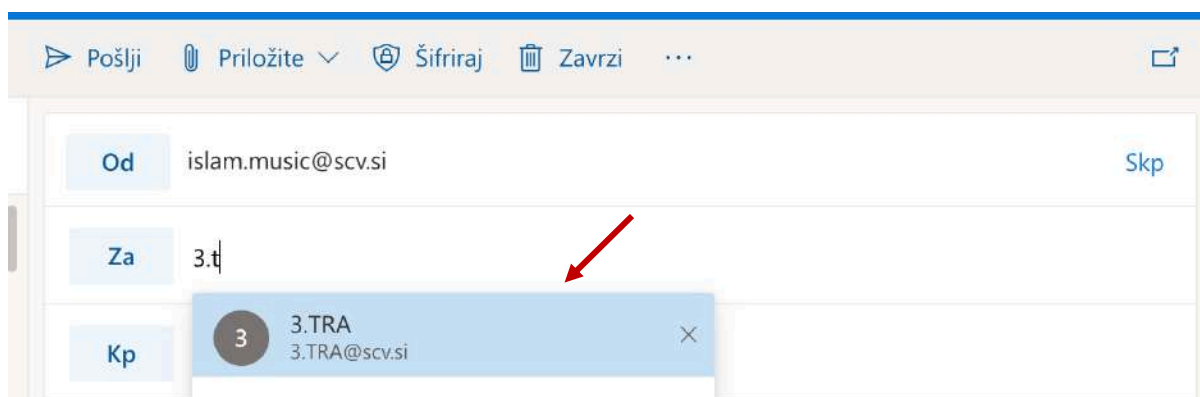 Pošlji Priložite Šifriraj Zavrzi ...
Od islam.music@scv.si Skp
Za 3.t
3 3.TRA
3.TRA@scv.si
Kp